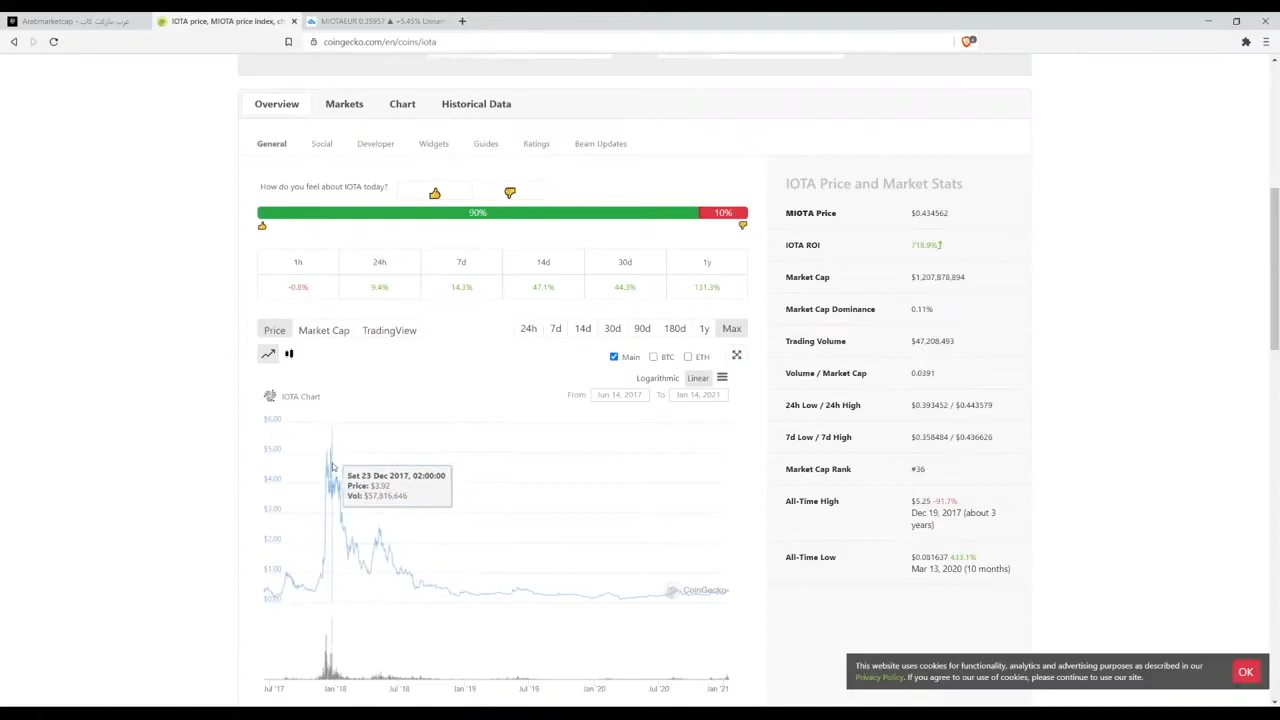 Arabmarketcap - عرب ماركت كاب
IOTA price, MIOTA price index, ch
MIOTAEUR 0.35957 ▲ +5.45% Unnam
coingecko.com/en/coins/iota
Overview Markets Chart Historical Data
General Social Developer Widgets Guides Ratings Beam Updates
How do you feel about IOTA today?
90% 10%
1h 24h 7d 14d 30d 1y
-0.8% 9.4% 14.3% 47.1% 44.3% 131.3%
Price Market Cap TradingView
24h 7d 14d 30d 90d 180d 1y Max
Main BTC ETH
Logarithmic Linear
From Jun 14, 2017 To Jan 14, 2021
IOTA Chart
$6.00
$5.00
$4.00
$3.00
$2.00
$1.00
$0.00
Sat 23 Dec 2017, 02:00:00
Price: $3.92
Vol: $57,816,646
CoinGecko
Jul '17 Jan '18 Jul '18 Jan '19 Jul '19 Jan '20 Jul '20 Jan '21
IOTA Price and Market Stats
MIOTA Price $0.434562
IOTA ROI 718.9%
Market Cap $1,207,878,894
Market Cap Dominance 0.11%
Trading Volume $47,208,493
Volume / Market Cap 0.0391
24h Low / 24h High $0.393452 / $0.443579
7d Low / 7d High $0.358484 / $0.436626
Market Cap Rank #36
All-Time High $5.25 -91.7%
Dec 19, 2017 (about 3
years)
All-Time Low $0.081637 433.1%
Mar 13, 2020 (10 months)
This website uses cookies for functionality, analytics and advertising purposes as described in our
Privacy Policy. If you agree to our use of cookies, please continue to use our site.
OK